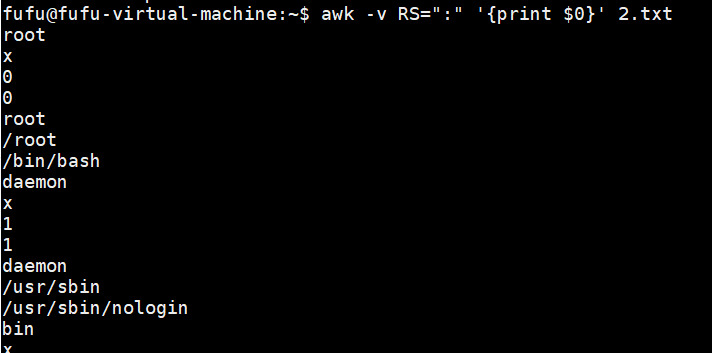 fufu@fufu-virtual-machine:~$ awk -v RS=":" '{print $0}' 2.txt
root
x
0
0
root
/root
/bin/bash
daemon
x
1
1
daemon
/usr/sbin
/usr/sbin/nologin
bin
x